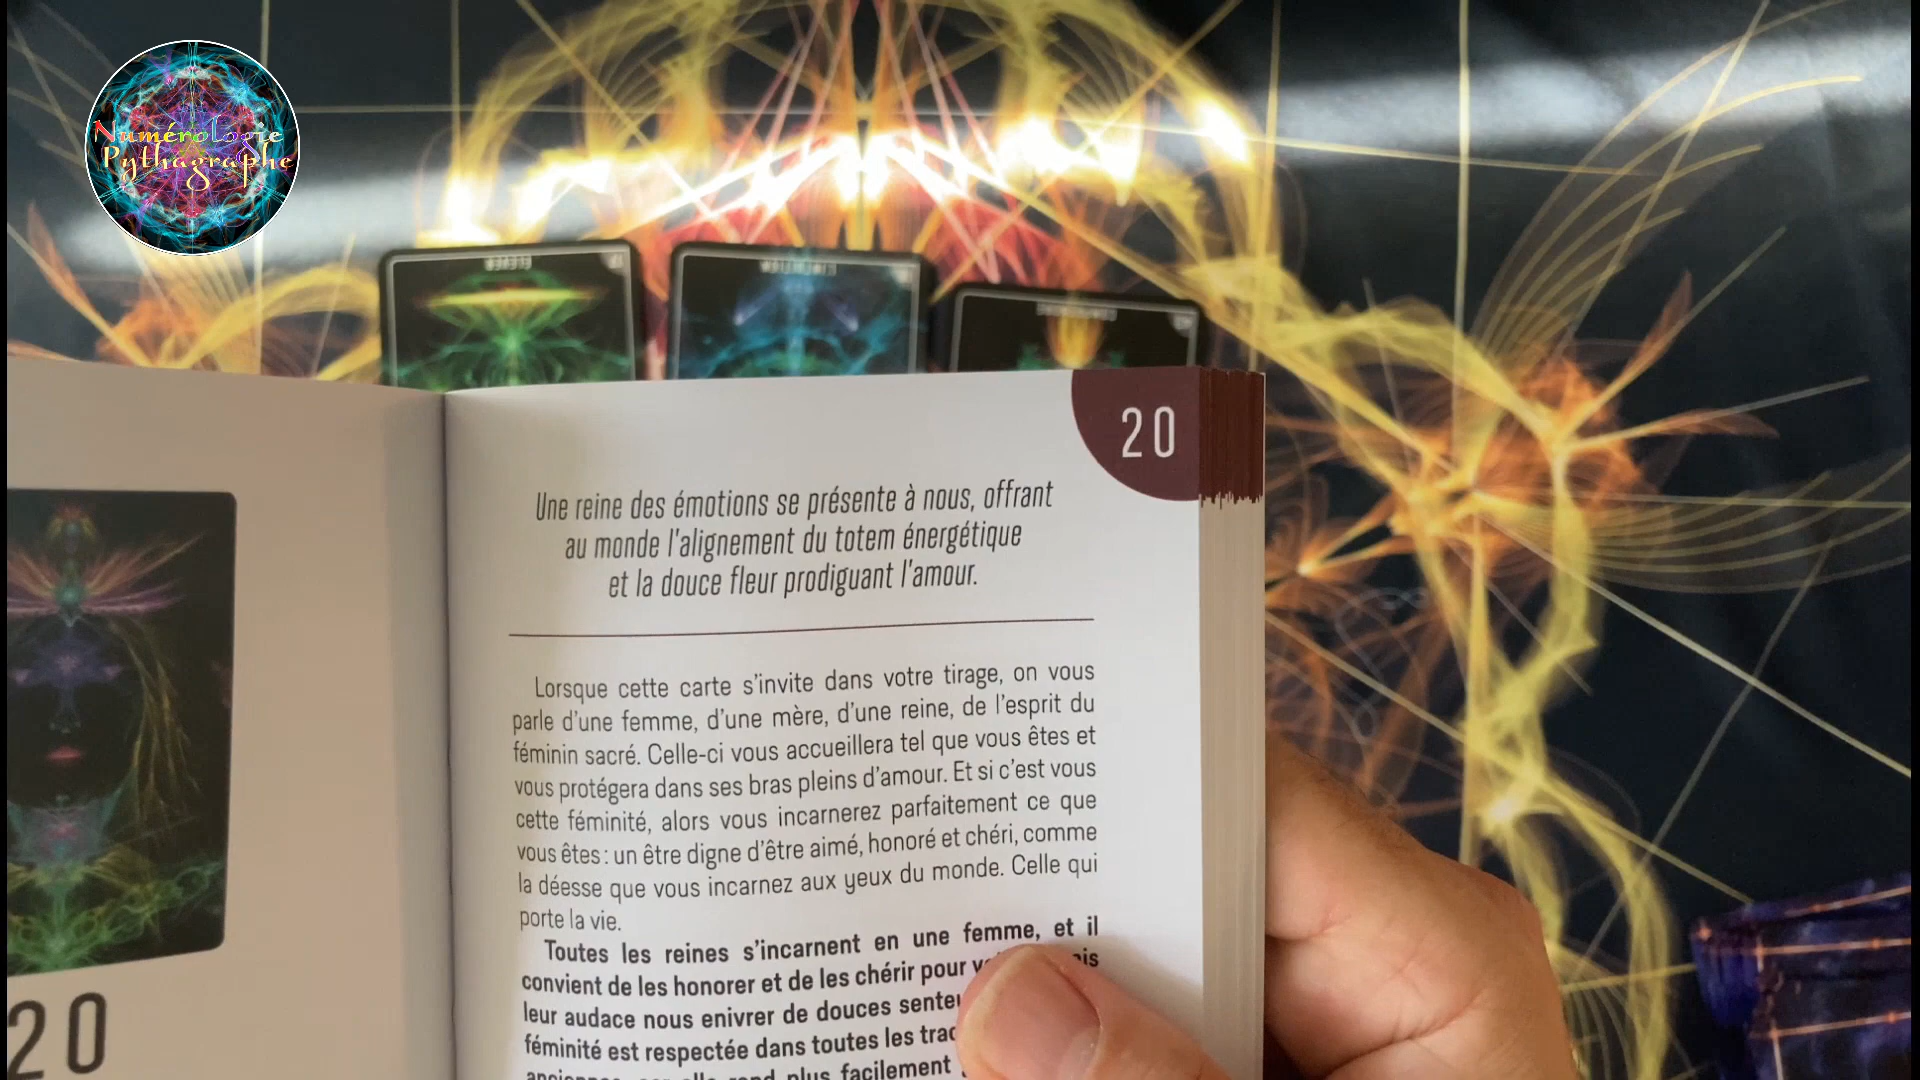 Numérologie
Pythagraphe
20
Une reine des émotions se présente à nous, offrant
au monde l'alignement du totem énergétique
et la douce fleur prodiguant l'amour.
Lorsque cette carte s'invite dans votre tirage, on vous
parle d'une femme, d'une mère, d'une reine, de l'esprit du
féminin sacré. Celle-ci vous accueillera tel que vous êtes et
vous protégera dans ses bras pleins d'amour. Et si c'est vous
cette féminité, alors vous incarnerez parfaitement ce que
vous êtes : un être digne d'être aimé, honoré et chéri, comme
la déesse que vous incarnez aux yeux du monde. Celle qui
porte la vie.
Toutes les reines s'incarnent en une femme, et il
convient de les honorer et de les chérir pour
leur audace nous enivrer de douces
féminité est respectée dans toutes les
plus facilement
20